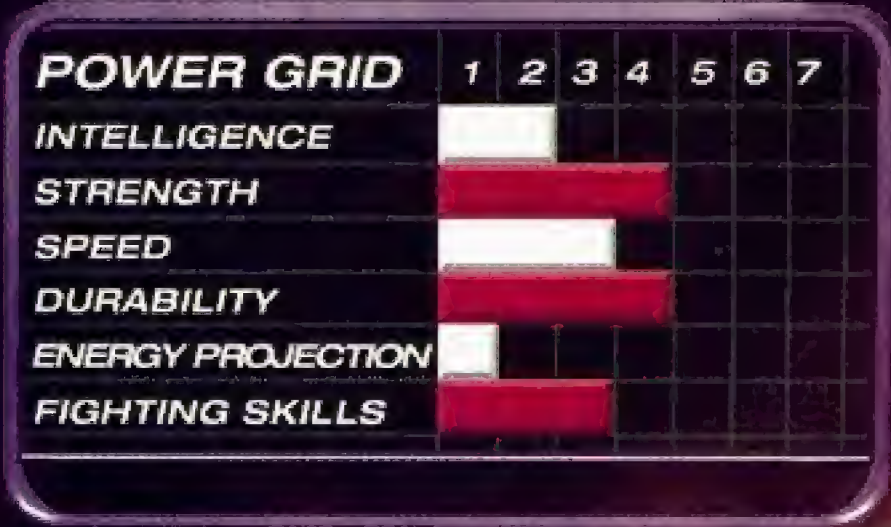 POWER GRID 1 2 3 4 5 6 7
INTELLIGENCE
STRENGTH
SPEED
DURABILITY
ENERGY PROJECTION
FIGHTING SKILLS